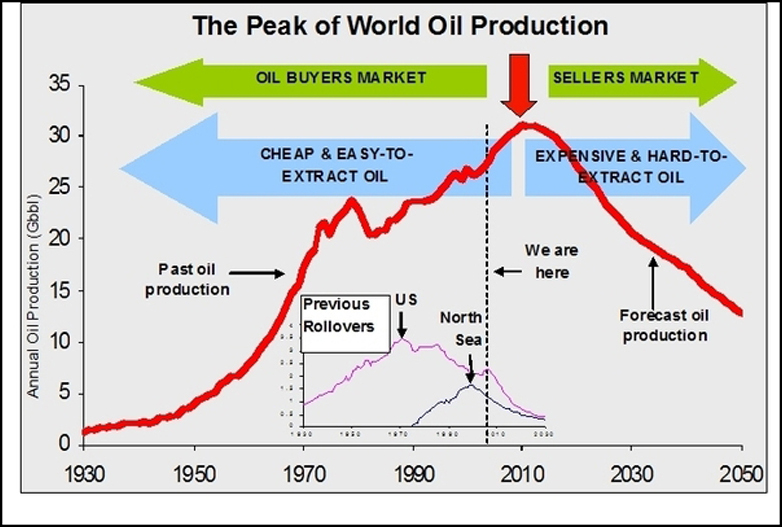 The Peak of World Oil Production
OIL BUYERS MARKET
SELLERS MARKET
CHEAP & EASY-TO-
EXTRACT OIL
EXPENSIVE & HARD-TO-
EXTRACT OIL
Annual Oil Production (Gbbl)
35
30
25
20
15
10
5
0
We are
here
Past oil
production
Forecast oil
production
Previous
Rollovers
US
North
Sea
1930
1950
1970
1990
2010
2030
2050